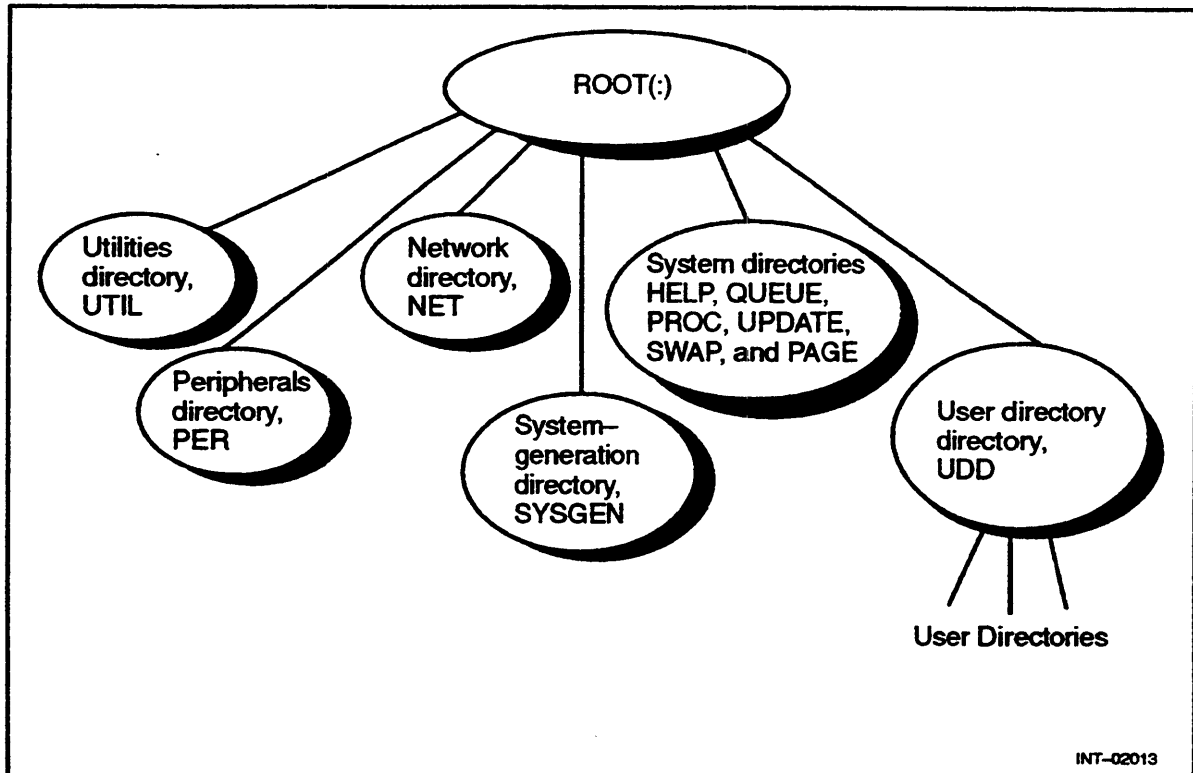 ROOT(:)
Utilities
directory,
UTIL
Network
directory,
NET
System directories
HELP, QUEUE,
PROC, UPDATE,
SWAP, and PAGE
Peripherals
directory,
PER
System–
generation
directory,
SYSGEN
User directory
directory,
UDD
User Directories
INT–02013